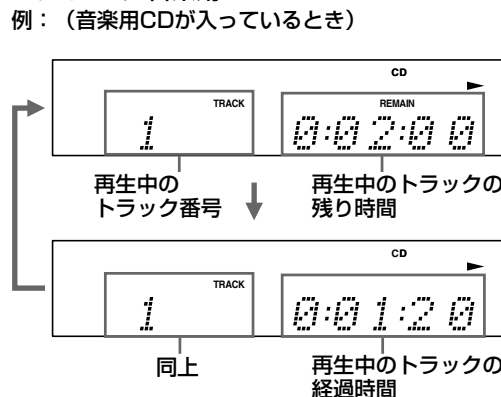 例：（音楽用CDが入っているとき）
CD
TRACK
REMAIN
1
0:02:00
再生中の
トラック番号
再生中のトラックの
残り時間
CD
TRACK
1
0:01:20
同上
再生中のトラックの
経過時間